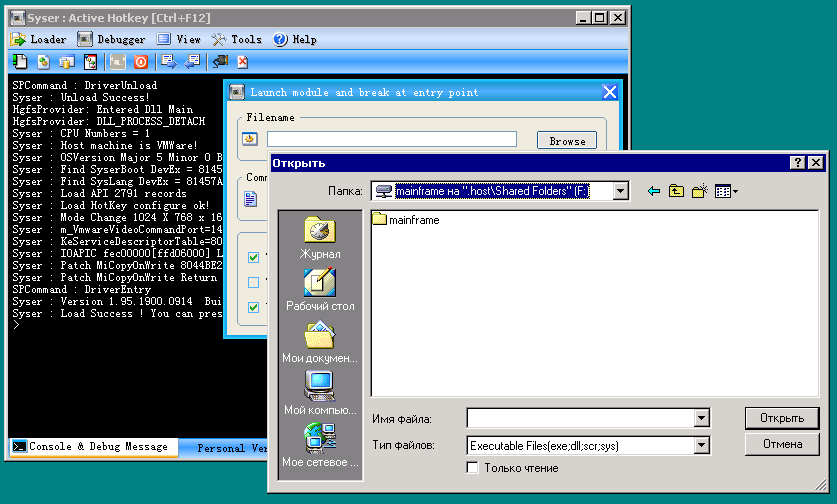 Syser : Active Hotkey [Ctrl+F12]
Loader Debugger View Tools Help
SPCommand : DriverUnload
Syser : Unload Success!
HgfsProvider: Entered Dll Main
HgfsProvider: DLL_PROCESS_DETACH
Syser : CPU Numbers = 1
Syser : Host machine is VMWare!
Syser : OSVersion Major 5 Minor 0 B
Syser : Find SyserBoot DevEx = 81457
Syser : Find SysLang DevEx = 81457A
Syser : Load API 2791 records
Syser : Load HotKey configure ok!
Syser : Mode Change 1024 X 768 x 16
Syser : m_VmwareVideoCommandPort=14
Syser : KeServiceDescriptorTable=80
Syser : IOAPIC fec00000[ffd06000] L
Syser : Patch MiCopyOnWrite 8044BE2
Syser : Patch MiCopyOnWrite Return
SPCommand : DriverEntry
Syser : Version 1.95.1900.0914 Bui
Syser : Load Success ! You can pres
>
Console & Debug Message
Personal Ver
Launch module and break at entry point
Filename
Browse
Comm
Открыть
Папка: mainframe на ".host\Shared Folders" (F:)
mainframe
Журнал
Рабочий стол
Мои докумен...
Мой компью...
Мое сетевое ...
Имя файла:
Открыть
Тип файлов: Executable Files(exe;dll;scr;sys)
Отмена
Только чтение